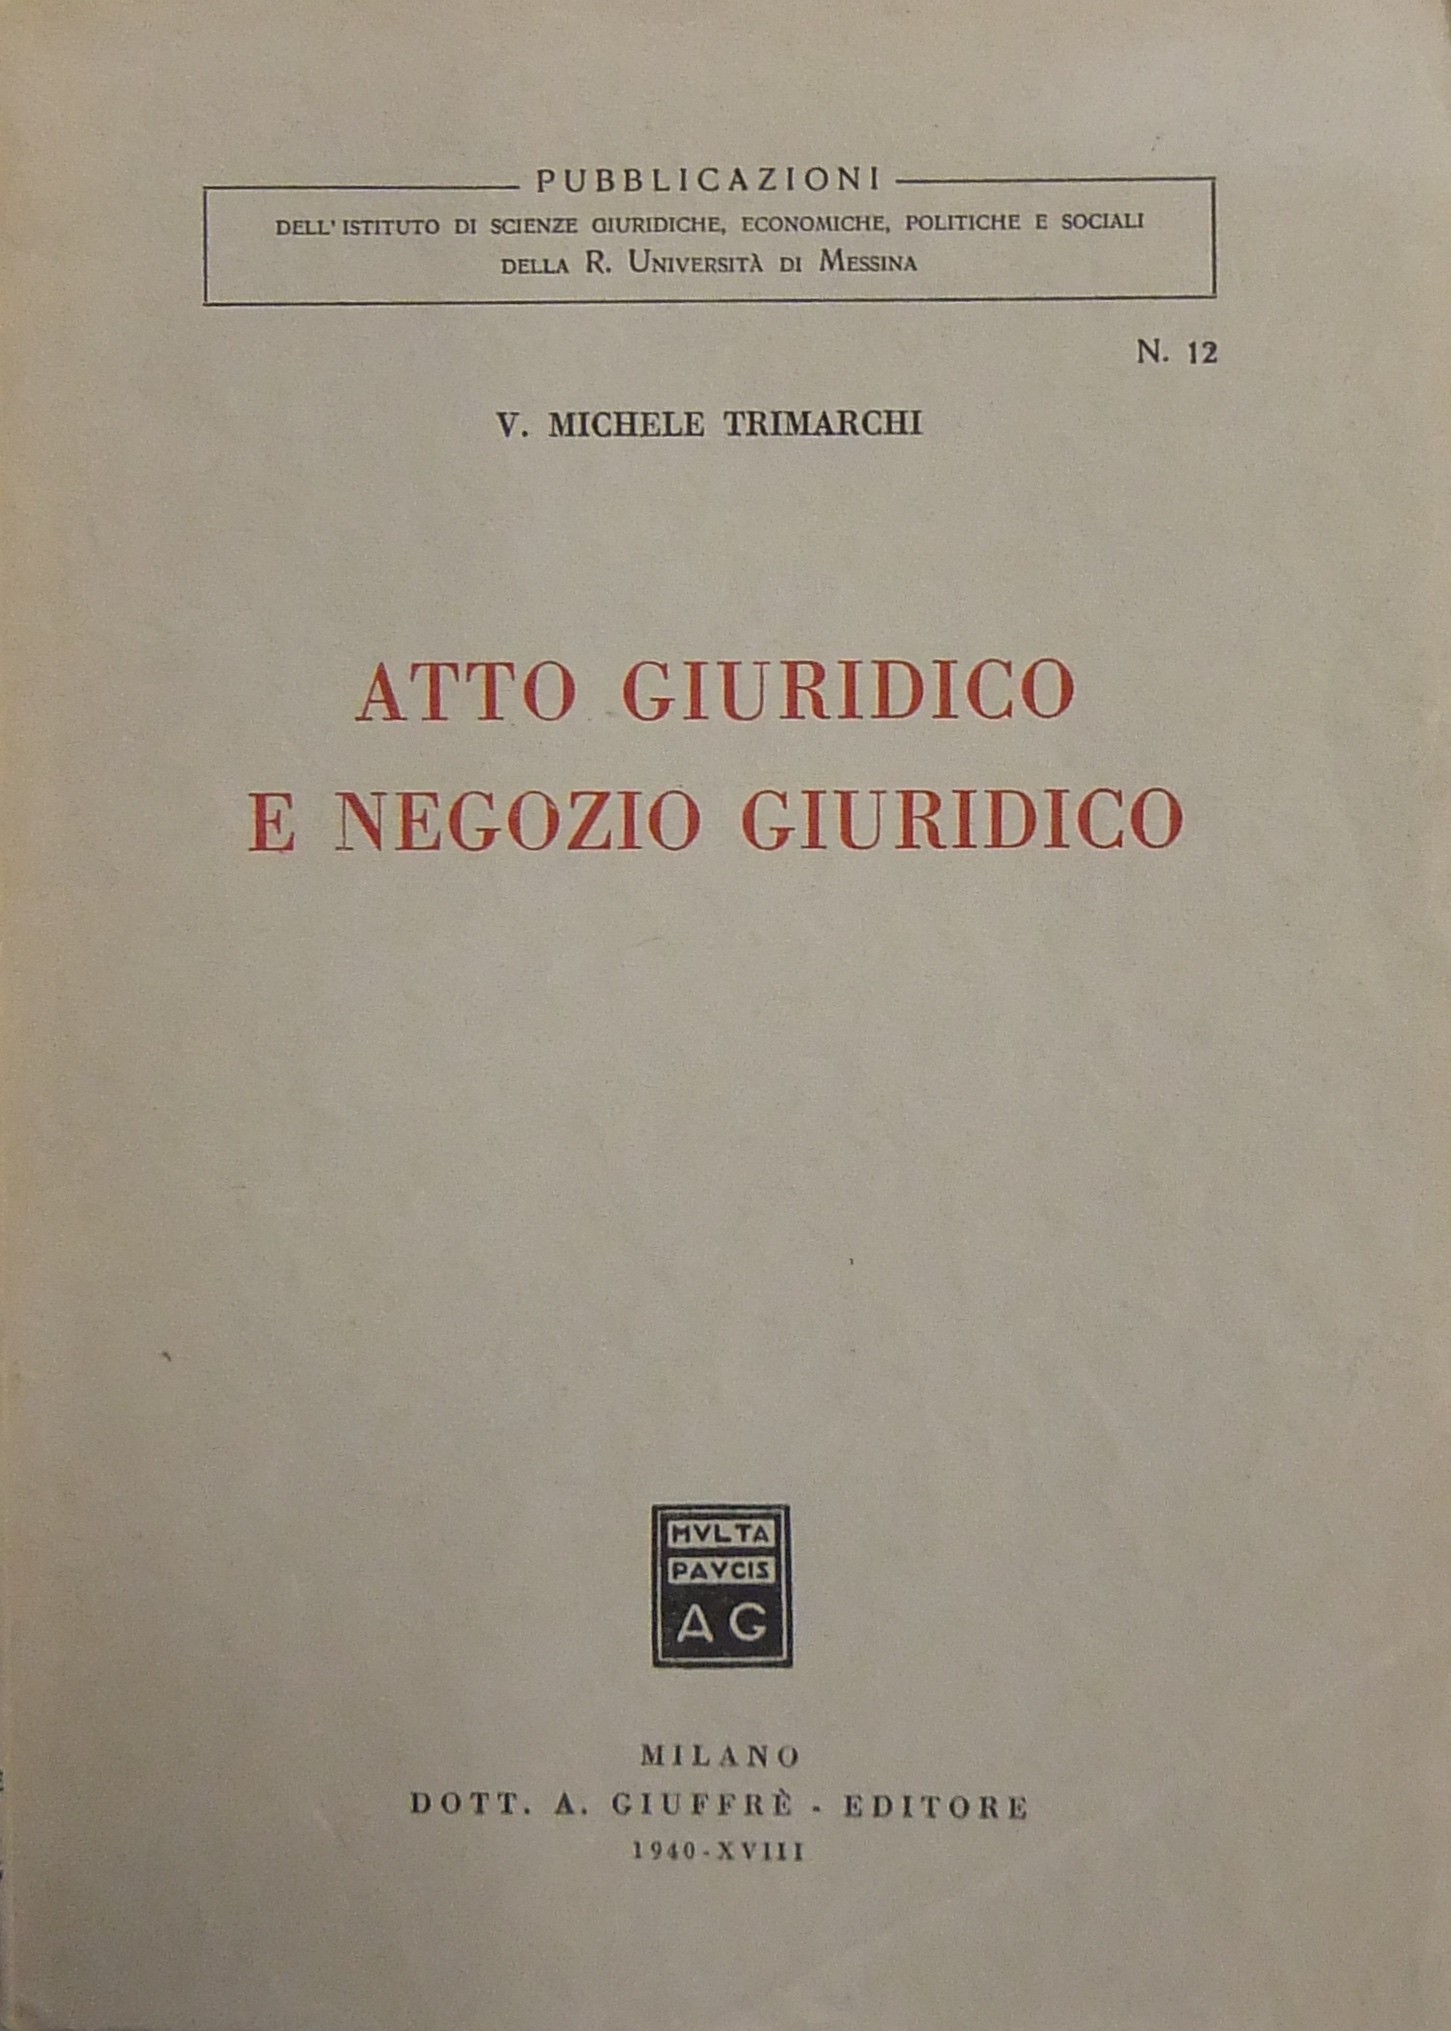 PUBBLICAZIONI
DELL'ISTITUTO DI SCIENZE GIURIDICHE, ECONOMICHE, POLITICHE E SOCIALI
DELLA R. UNIVERSITÀ DI MESSINA
N. 12
V. MICHELE TRIMARCHI
ATTO GIURIDICO
E NEGOZIO GIURIDICO
MVLTA
PAVCIS
AG
MILANO
DOTT. A. GIUFFRÈ - EDITORE
1940-XVIII